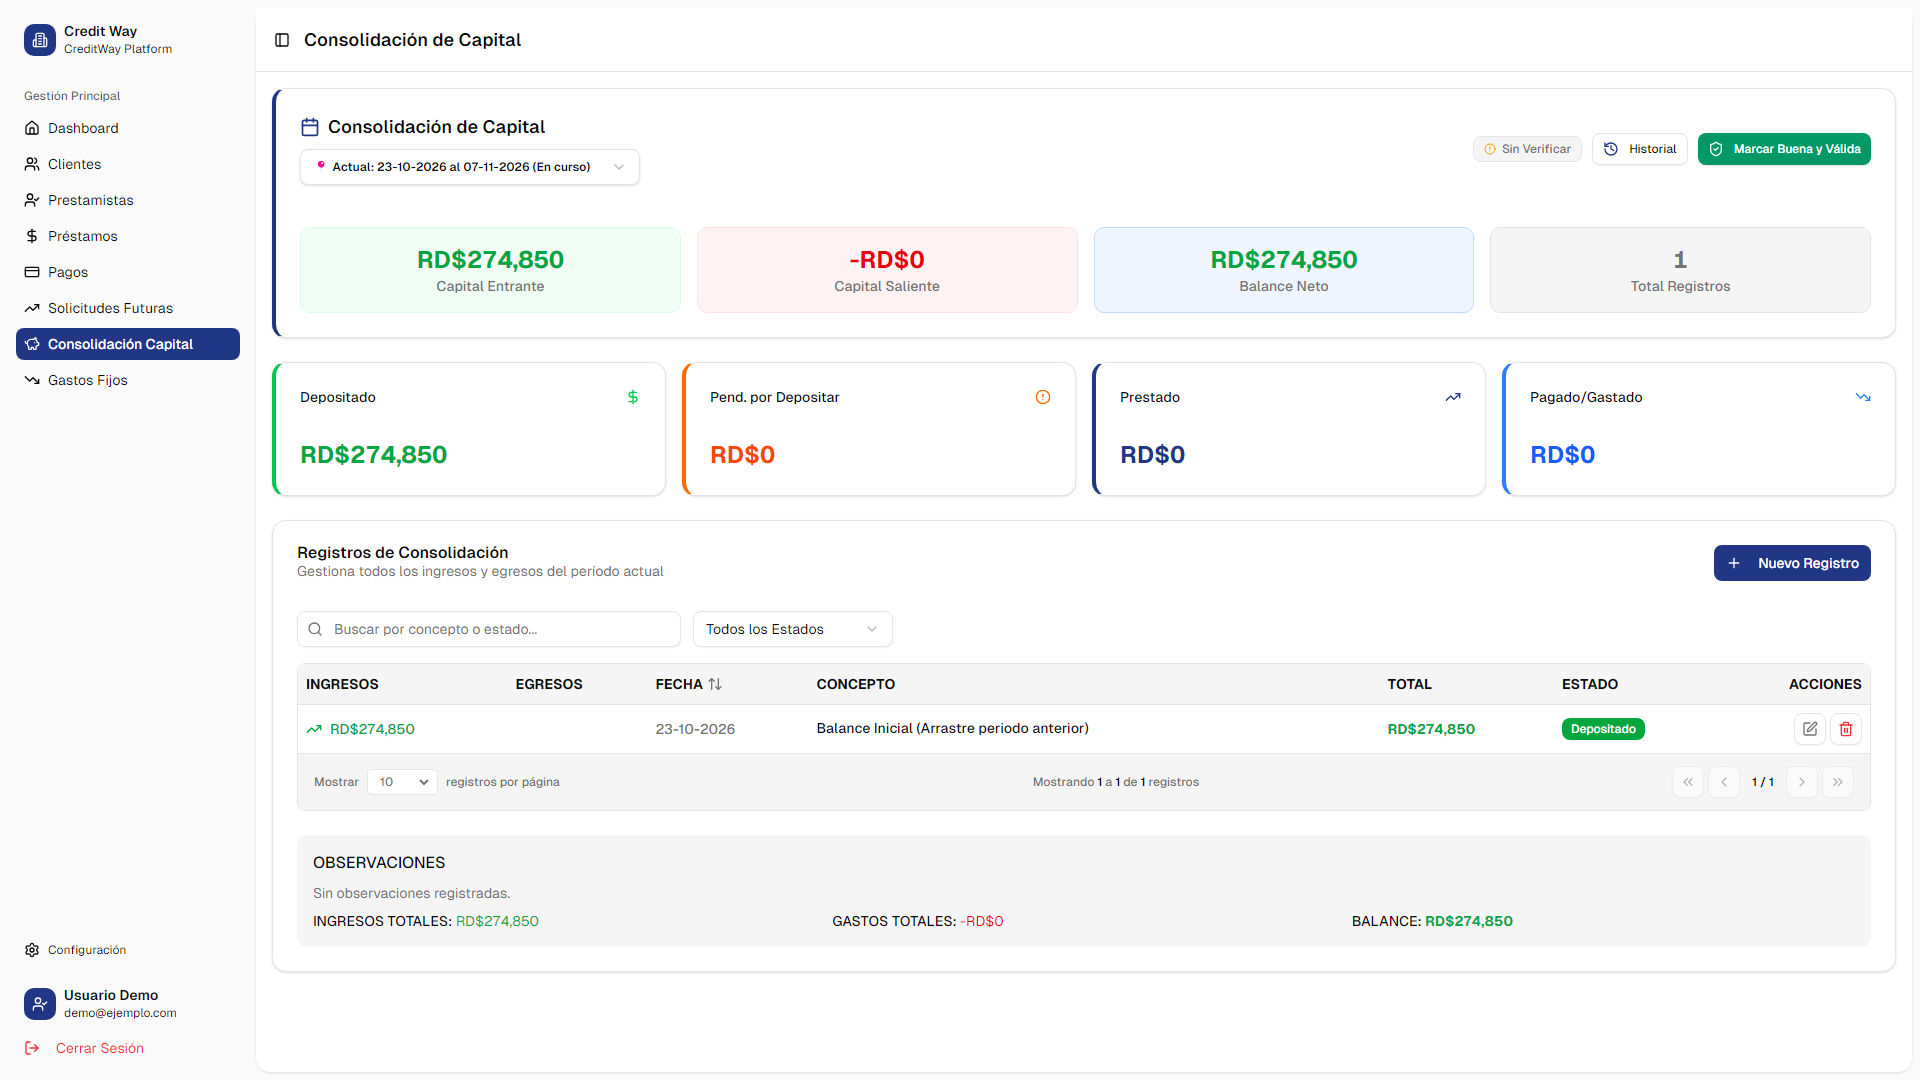 Credit Way
CreditWay Platform
Gestión Principal
Dashboard
Clientes
Prestamistas
Préstamos
Pagos
Solicitudes Futuras
Consolidación Capital
Gastos Fijos
Configuración
Usuario Demo
demo@ejemplo.com
Cerrar Sesión
Consolidación de Capital
Consolidación de Capital
Actual: 23-10-2026 al 07-11-2026 (En curso)
Sin Verificar
Historial
Marcar Buena y Válida
RD$274,850
Capital Entrante
-RD$0
Capital Saliente
RD$274,850
Balance Neto
1
Total Registros
Depositado
RD$274,850
Pend. por Depositar
RD$0
Prestado
RD$0
Pagado/Gastado
RD$0
Registros de Consolidación
Gestiona todos los ingresos y egresos del período actual
Nuevo Registro
Buscar por concepto o estado...
Todos los Estados
INGRESOS EGRESOS FECHA CONCEPTO TOTAL ESTADO ACCIONES
RD$274,850 23-10-2026 Balance Inicial (Arrastre periodo anterior) RD$274,850 Depositado
Mostrar 10 registros por página Mostrando 1 a 1 de 1 registros 1 / 1
OBSERVACIONES
Sin observaciones registradas.
INGRESOS TOTALES: RD$274,850 GASTOS TOTALES: -RD$0 BALANCE: RD$274,850